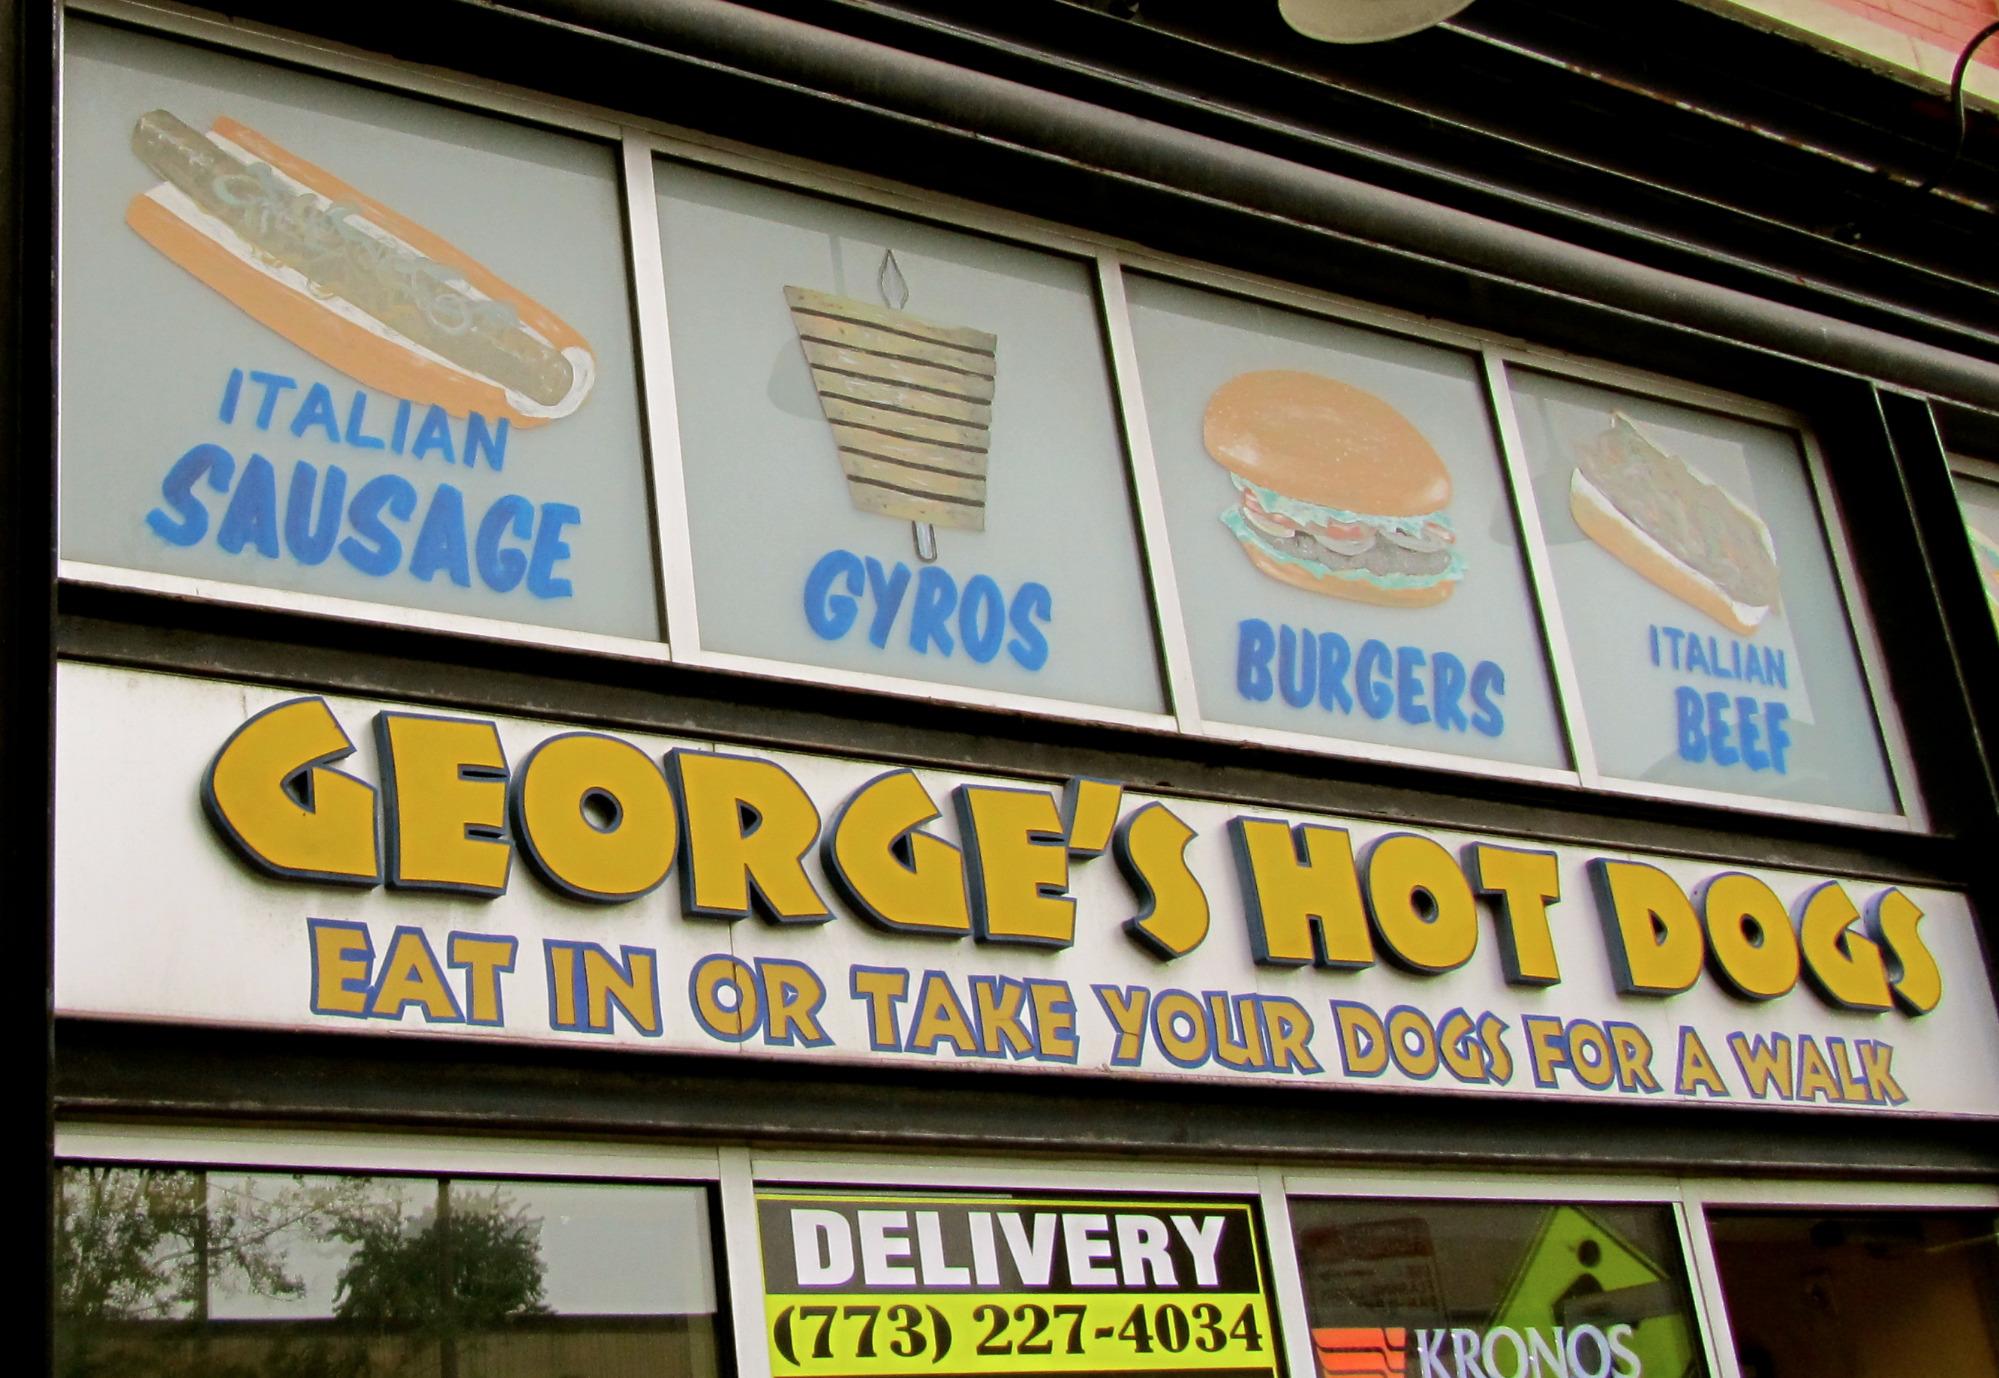 ITALIAN
SAUSAGE
GYROS
BURGERS
ITALIAN
BEEF
GEORGE'S HOT DOGS
EAT IN OR TAKE YOUR DOGS FOR A WALK
DELIVERY
(773) 227-4034
KRONOS